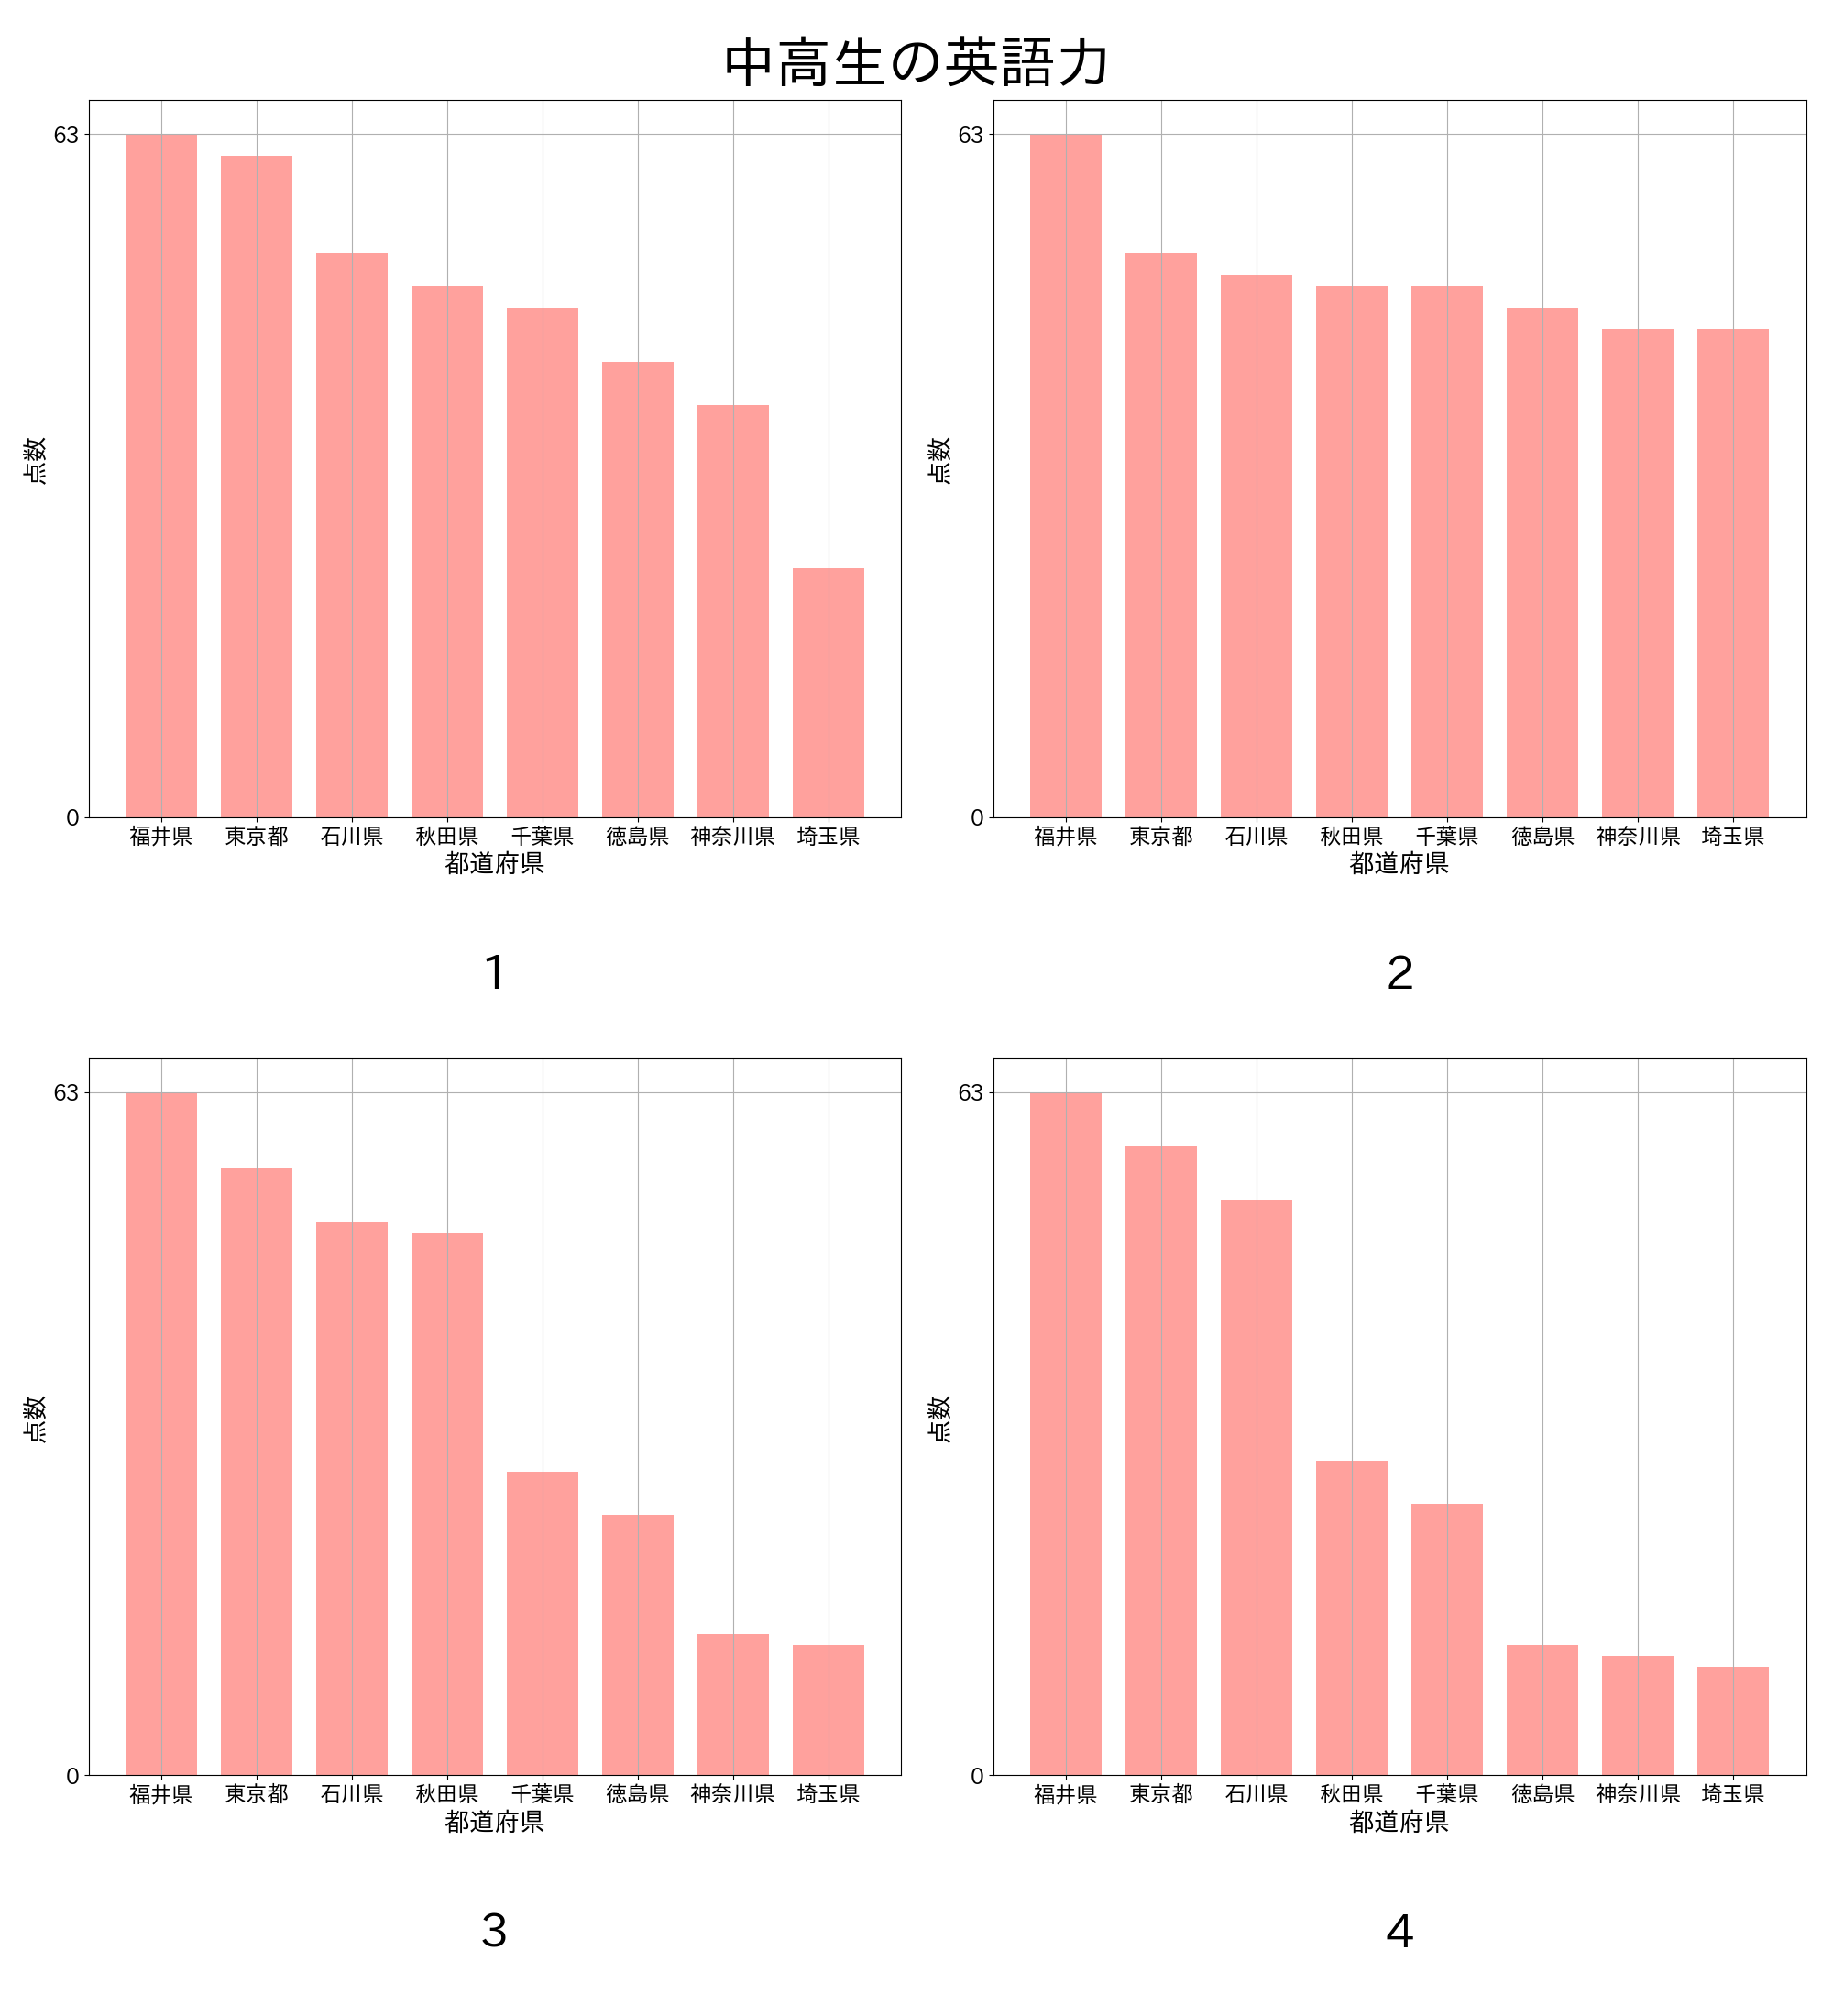 中高生の英語力
63
0
点数
福井県 東京都 石川県 秋田県 千葉県 徳島県 神奈川県 埼玉県
都道府県
1
63
0
点数
福井県 東京都 石川県 秋田県 千葉県 徳島県 神奈川県 埼玉県
都道府県
2
63
0
点数
福井県 東京都 石川県 秋田県 千葉県 徳島県 神奈川県 埼玉県
都道府県
3
63
0
点数
福井県 東京都 石川県 秋田県 千葉県 徳島県 神奈川県 埼玉県
都道府県
4